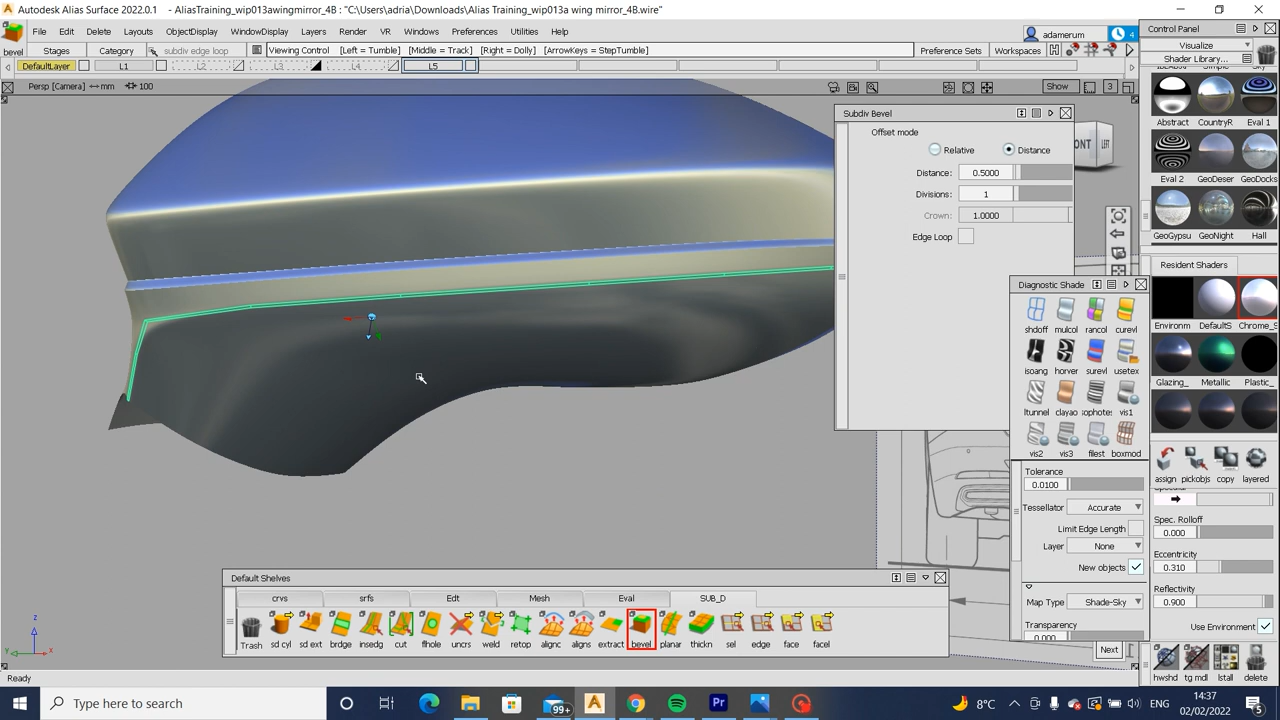 Autodesk Alias Surface 2022.0.1 - AliasTraining_wip013awingmirror_4B : "C:\Users\adria\Downloads\Alias Training_wip013a wing mirror_4B.wire"
File Edit Delete Layouts ObjectDisplay WindowDisplay Layers Render VR Windows Preferences Utilities Help adamerum 4
bevel Stages Category subdiv edge loop Viewing Control [Left = Tumble] [Middle = Track] [Right = Dolly] [ArrowKeys = StepTumble] Preference Sets Workspaces
DefaultLayer L1 L2 L3 L4 L5
Persp [Camera] mm 100 Show 3
Subdiv Bevel
Offset mode
Relative Distance
Distance: 0.5000
Divisions: 1
Crown: 1.0000
Edge Loop
ONT LEFT
Control Panel
Visualize
Shader Library...
Abstract CountryR Eval 1
Eval 2 GeoDeser GeoDocks
GeoGypsu GeoNight Hall
Resident Shaders
Environm DefaultS Chrome_S
Glazing_ Metallic Plastic_
assign pickobjs copy layered
Spec. Rolloff
0.000
Eccentricity
0.310
Reflectivity
0.900
Use Environment
hwshd tg mdl lstall delete
Diagnostic Shade
shdoff mulcol rancol curevl
isoang horver surevl usetex
ltunnel clayao sophotes vis1
vis2 vis3 filest boxmod
Tolerance
0.0100
Tessellator Accurate
Limit Edge Length
Layer None
New objects
Map Type Shade-Sky
Transparency
0.000
Next
Default Shelves
crvs srfs Edt Mesh Eval SUB_D
Trash sd cyl sd ext brdge insedg cut flhole uncrs weld retop alignc aligns extract bevel planar thickn sel edge face facel
z
y x
Ready
Type here to search
99+
8°C
ENG
14:37
02/02/2022